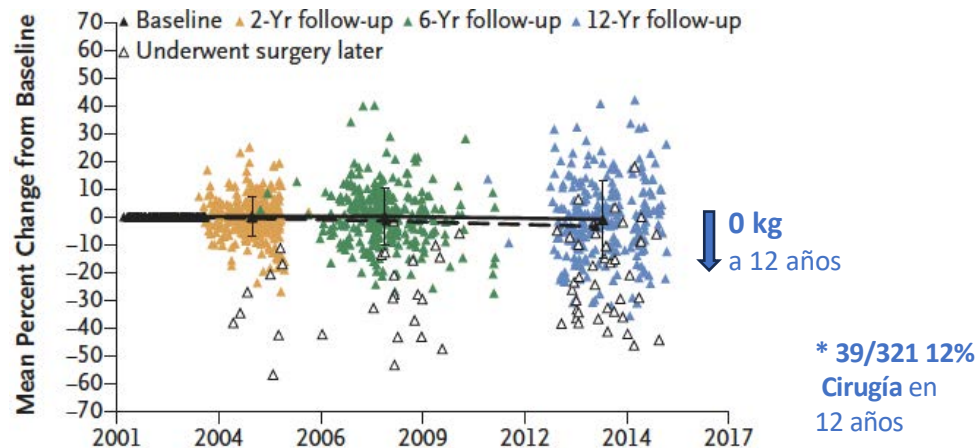 Mean Percent Change from Baseline
70
60
50
40
30
20
10
0
−10
−20
−30
−40
−50
−60
−70
▲ Baseline ▲ 2-Yr follow-up ▲ 6-Yr follow-up ▲ 12-Yr follow-up
△ Underwent surgery later
2001 2004 2006 2009 2012 2014 2017
0 kg
a 12 años
* 39/321 12%
Cirugía en
12 años